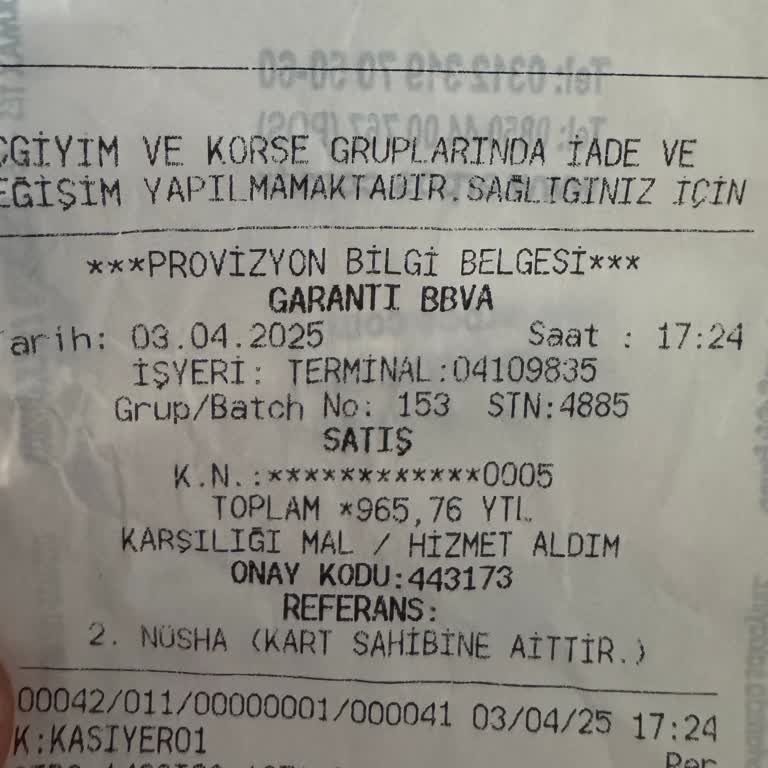 ÇGİYİM VE KORSE GRUPLARINDA İADE VE
EĞİŞİM YAPILMAMAKTADIR.SAĞLIGINIZ İÇİN
***PROVİZYON BİLGİ BELGESİ***
GARANTI BBVA
arih: 03.04.2025 Saat : 17:24
İŞYERİ: TERMİNAL:04109835
Grup/Batch No: 153 STN:4885
SATIŞ
K.N.:************0005
TOPLAM *965,76 YTL
KARŞILIĞI MAL / HİZMET ALDIM
ONAY KODU:443173
REFERANS:
2. NÜSHA (KART SAHİBİNE AİTTİR.)
00042/011/00000001/000041 03/04/25 17:24
K:KASIYER01